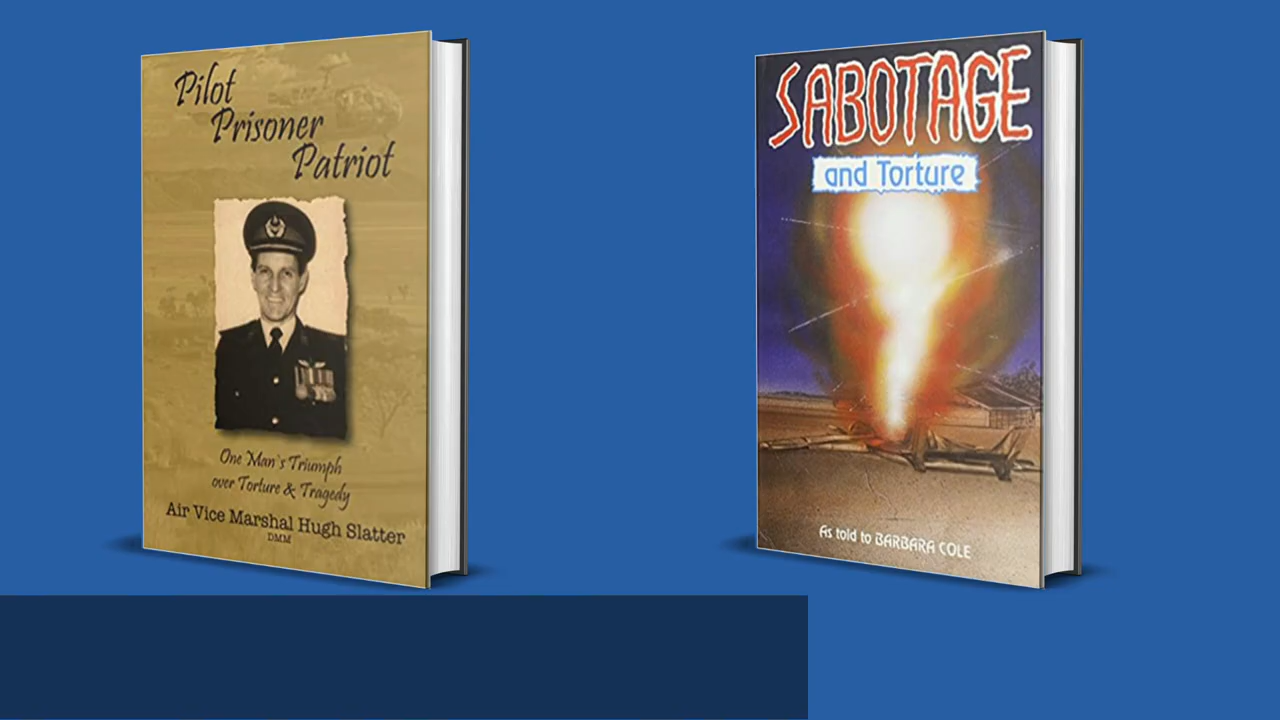 Pilot
Prisoner
Patriot
One Man's Triumph
over Torture & Tragedy
Air Vice Marshal Hugh Slatter
DMM
SABOTAGE
and Torture
As told to BARBARA COLE